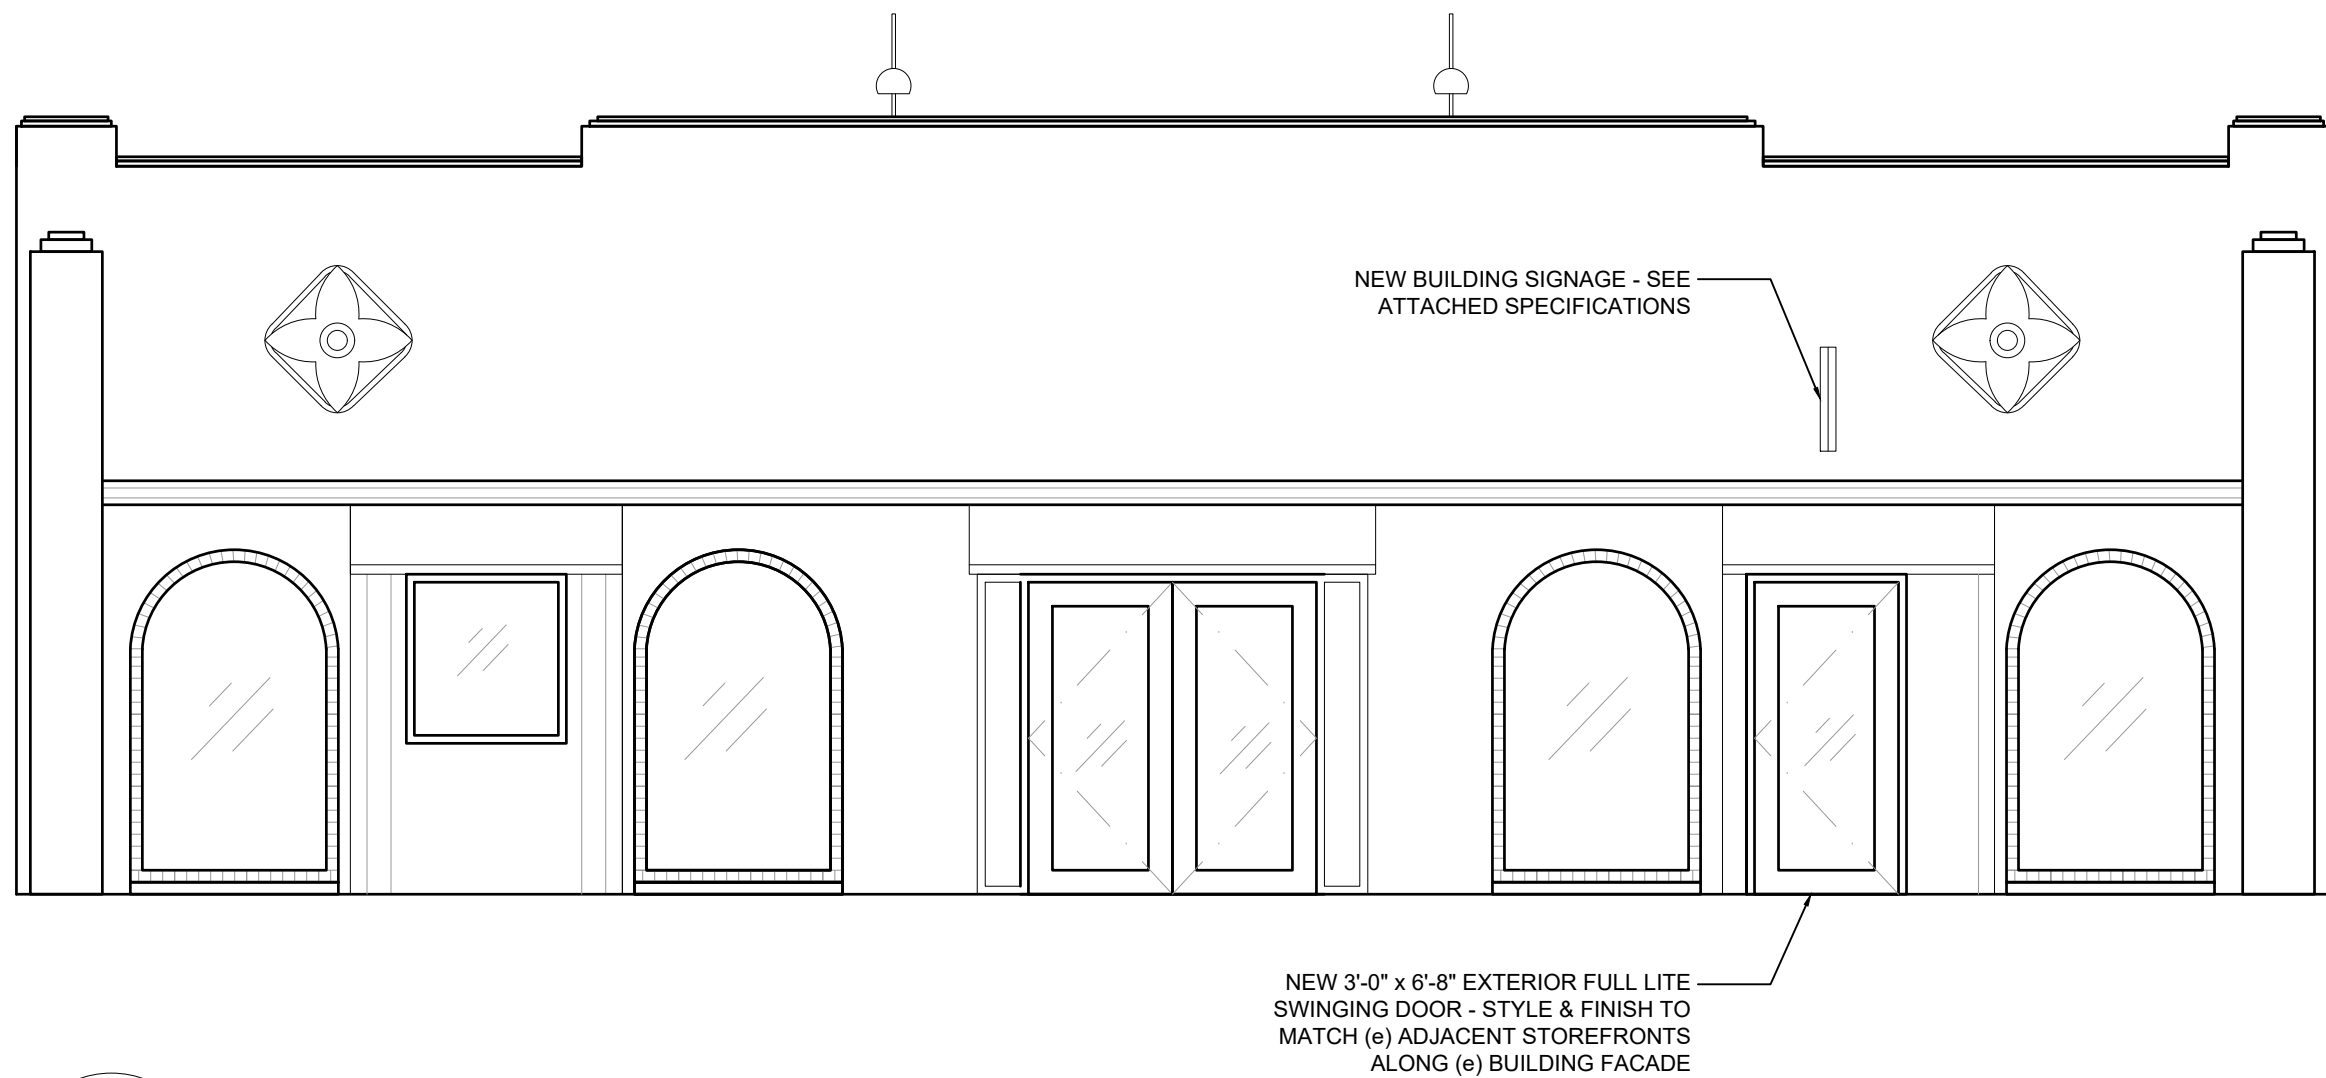 NEW BUILDING SIGNAGE - SEE
ATTACHED SPECIFICATIONS
NEW 3'-0" x 6'-8" EXTERIOR FULL LITE
SWINGING DOOR - STYLE & FINISH TO
MATCH (e) ADJACENT STOREFRONTS
ALONG (e) BUILDING FACADE